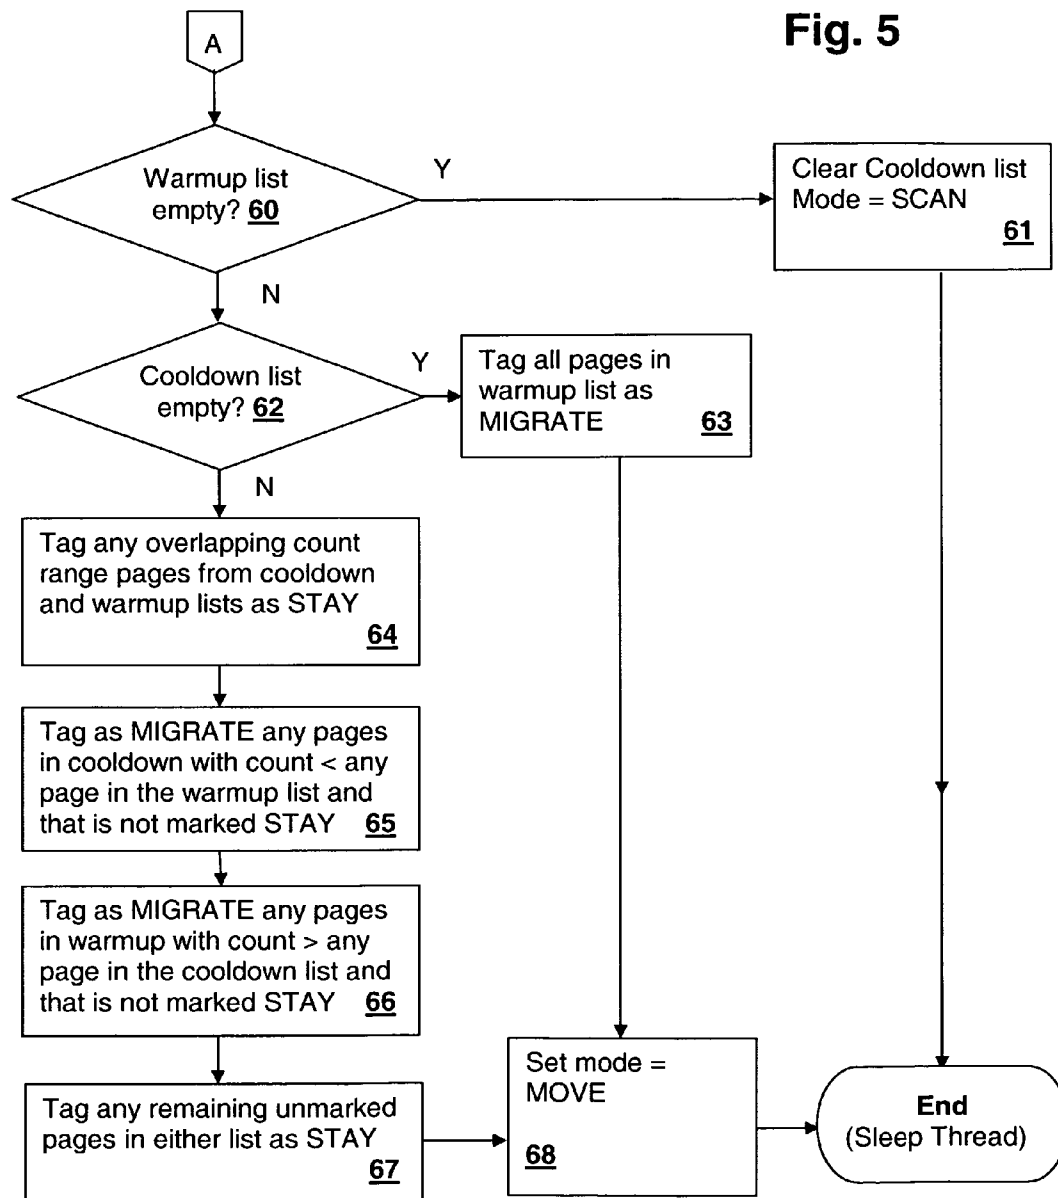 Fig. 5
A
Warmup list
empty? 60
Y
Clear Cooldown list
Mode = SCAN
61
N
Cooldown list
empty? 62
Y
Tag all pages in
warmup list as
MIGRATE 63
N
Tag any overlapping count
range pages from cooldown
and warmup lists as STAY
64
Tag as MIGRATE any pages
in cooldown with count < any
page in the warmup list and
that is not marked STAY 65
Tag as MIGRATE any pages
in warmup with count > any
page in the cooldown list and
that is not marked STAY 66
Tag any remaining unmarked
pages in either list as STAY
67
Set mode =
MOVE
68
End
(Sleep Thread)